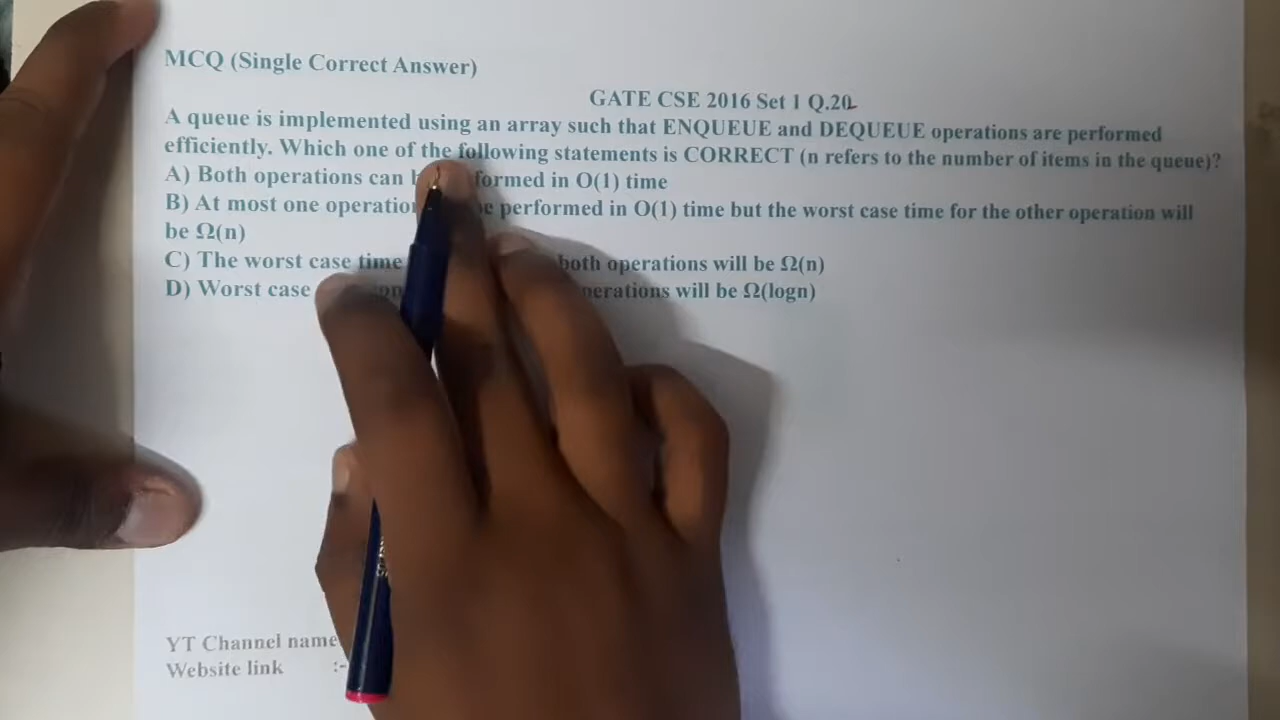 MCQ (Single Correct Answer)
GATE CSE 2016 Set 1 Q.20
A queue is implemented using an array such that ENQUEUE and DEQUEUE operations are performed
efficiently. Which one of the following statements is CORRECT (n refers to the number of items in the queue)?
A) Both operations can formed in O(1) time
B) At most one operation performed in O(1) time but the worst case time for the other operation will
be Ω(n)
C) The worst case time both operations will be Ω(n)
D) Worst case operations will be Ω(logn)
YT Channel name
Website link :-